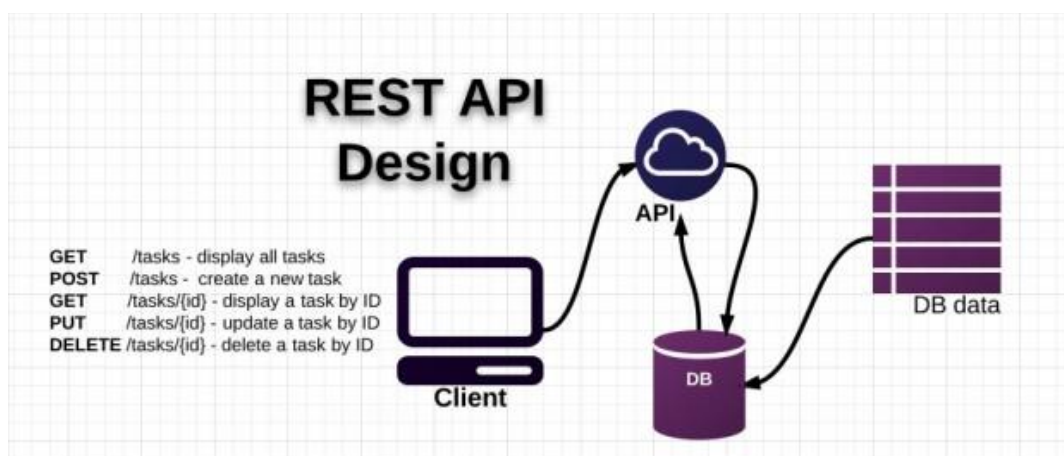 REST API
Design
GET /tasks - display all tasks
POST /tasks - create a new task
GET /tasks/{id} - display a task by ID
PUT /tasks/{id} - update a task by ID
DELETE /tasks/{id} - delete a task by ID
Client
API
DB
DB data